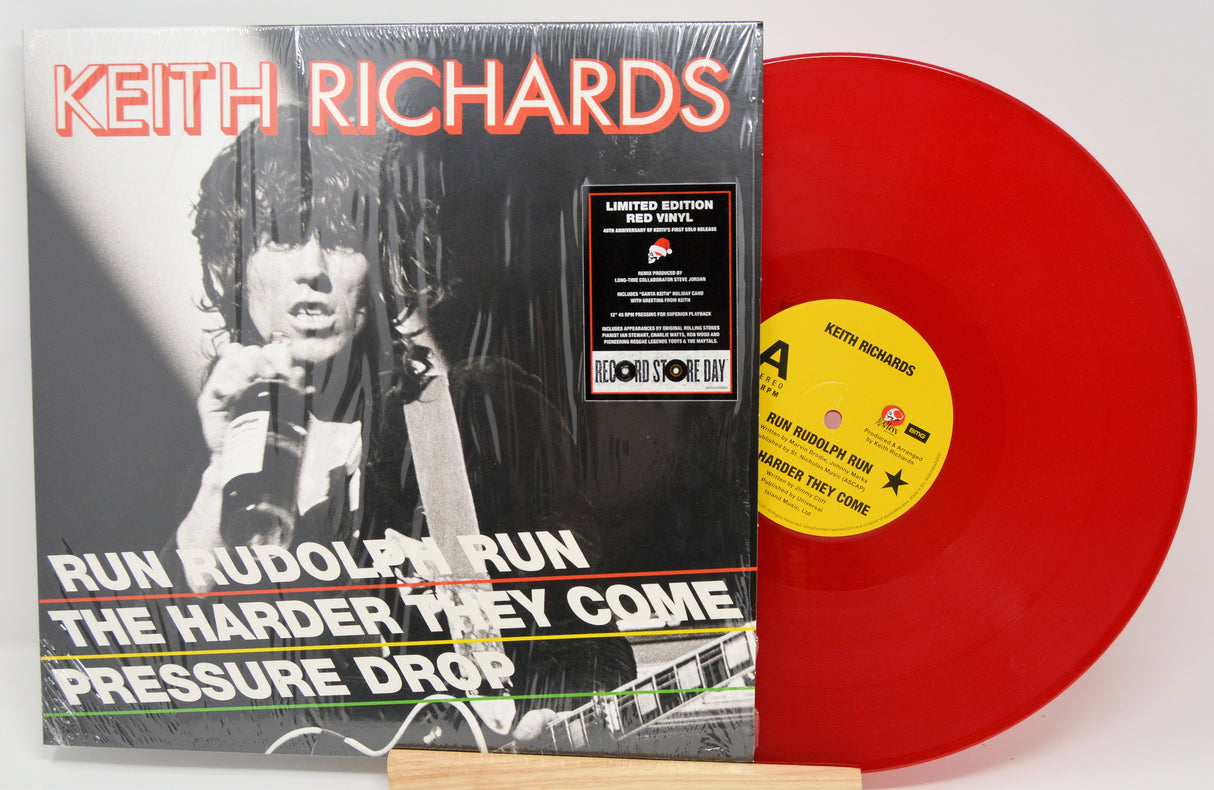 KEITH RICHARDS
LIMITED EDITION
RED VINYL
40TH ANNIVERSARY OF KEITH'S FIRST SOLO RELEASE
REMIX PRODUCED BY
LONG-TIME COLLABORATOR STEVE JORDAN
INCLUDES "SANTA KEITH" HOLIDAY CARD
WITH GREETING FROM KEITH
12" 45 RPM PRESSING FOR SUPERIOR PLAYBACK
INCLUDES APPEARANCES BY ORIGINAL ROLLING STONES
PIANIST IAN STEWART, CHARLIE WATTS, RON WOOD AND
PIONEERING REGGAE LEGENDS TOOTS & THE MAYTALS.
RECORD STORE DAY
RUN RUDOLPH RUN
THE HARDER THEY COME
PRESSURE DROP
KEITH RICHARDS
A
EREO
RPM
BMG
Produced & Arranged
by Keith Richards
RUN RUDOLPH RUN
Written by Marvin Brodie, Johnny Marks
Published by St. Nicholas Music (ASCAP)
HARDER THEY COME
Written by Jimmy Cliff
Published by Universal
Island Music, Ltd